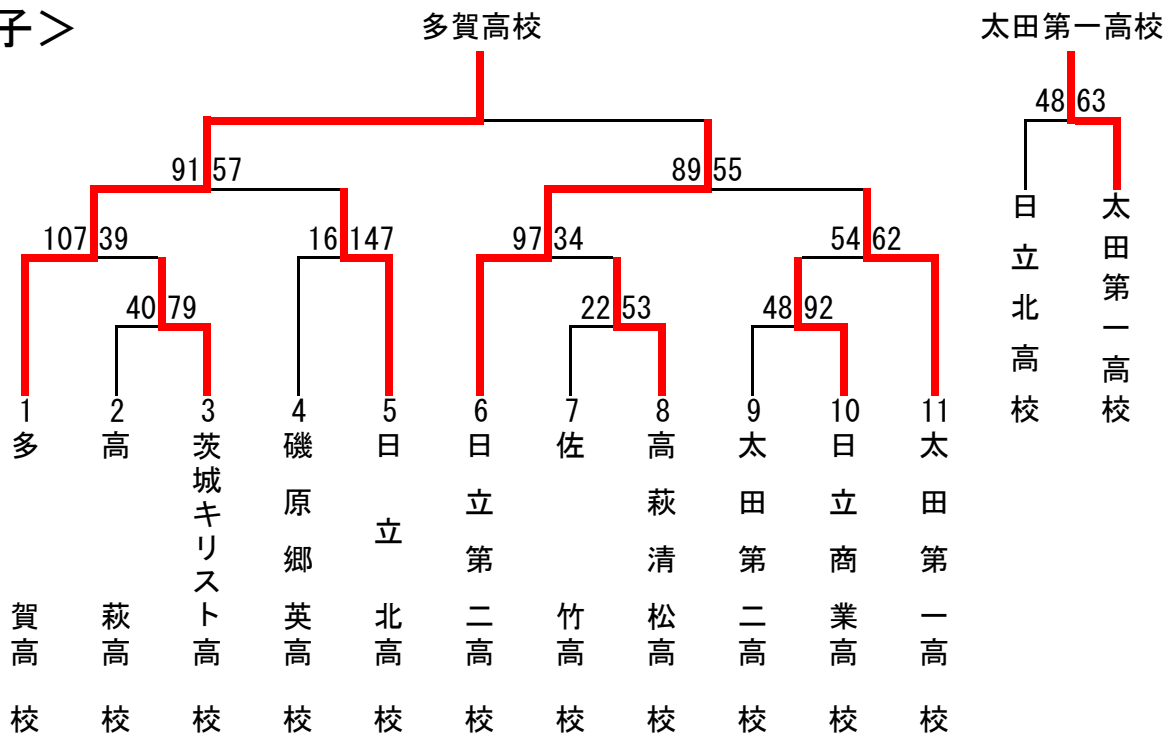 子＞
多賀高校
太田第一高校
48 63
91 57
89 55
107 39
16 147
97 34
54 62
40 79
22 53
48 92
日立北高校
太田第一高校
1
2
3
4
5
6
7
8
9
10
11
多賀高校
高萩高校
茨城キリスト高校
磯原郷英高校
日立北高校
日立第二高校
佐竹高校
高萩清松高校
太田第二高校
日立商業高校
太田第一高校